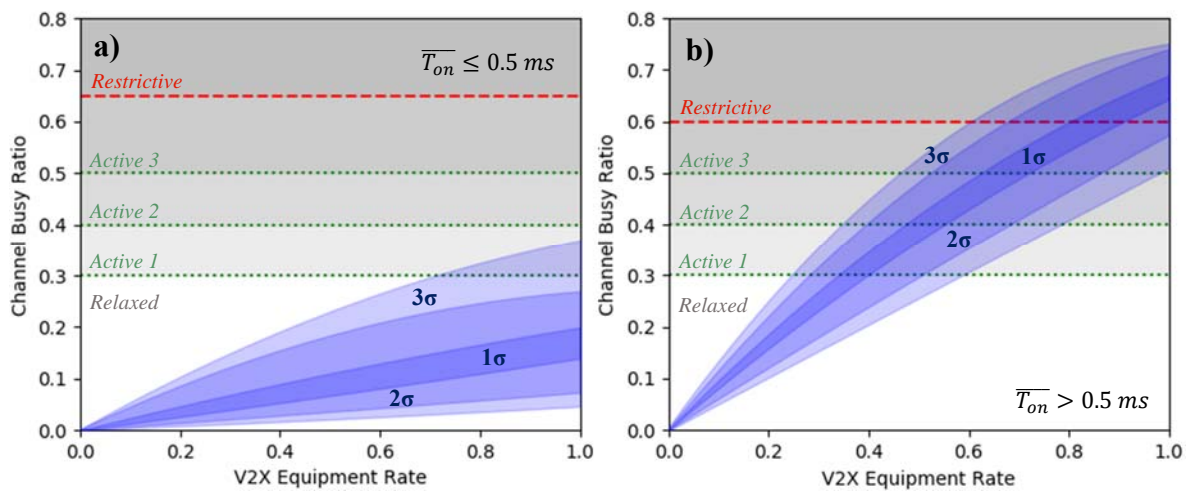 a)
$\overline{T_{on}} \leq 0.5\ ms$
Restrictive
Active 3
Active 2
Active 1
Relaxed
3σ
1σ
2σ
0.8
0.7
0.6
0.5
0.4
0.3
0.2
0.1
0.0
Channel Busy Ratio
0.0 0.2 0.4 0.6 0.8 1.0
V2X Equipment Rate
b)
Restrictive
Active 3
Active 2
Active 1
Relaxed
3σ
1σ
2σ
$\overline{T_{on}} > 0.5\ ms$
0.8
0.7
0.6
0.5
0.4
0.3
0.2
0.1
0.0
Channel Busy Ratio
0.0 0.2 0.4 0.6 0.8 1.0
V2X Equipment Rate